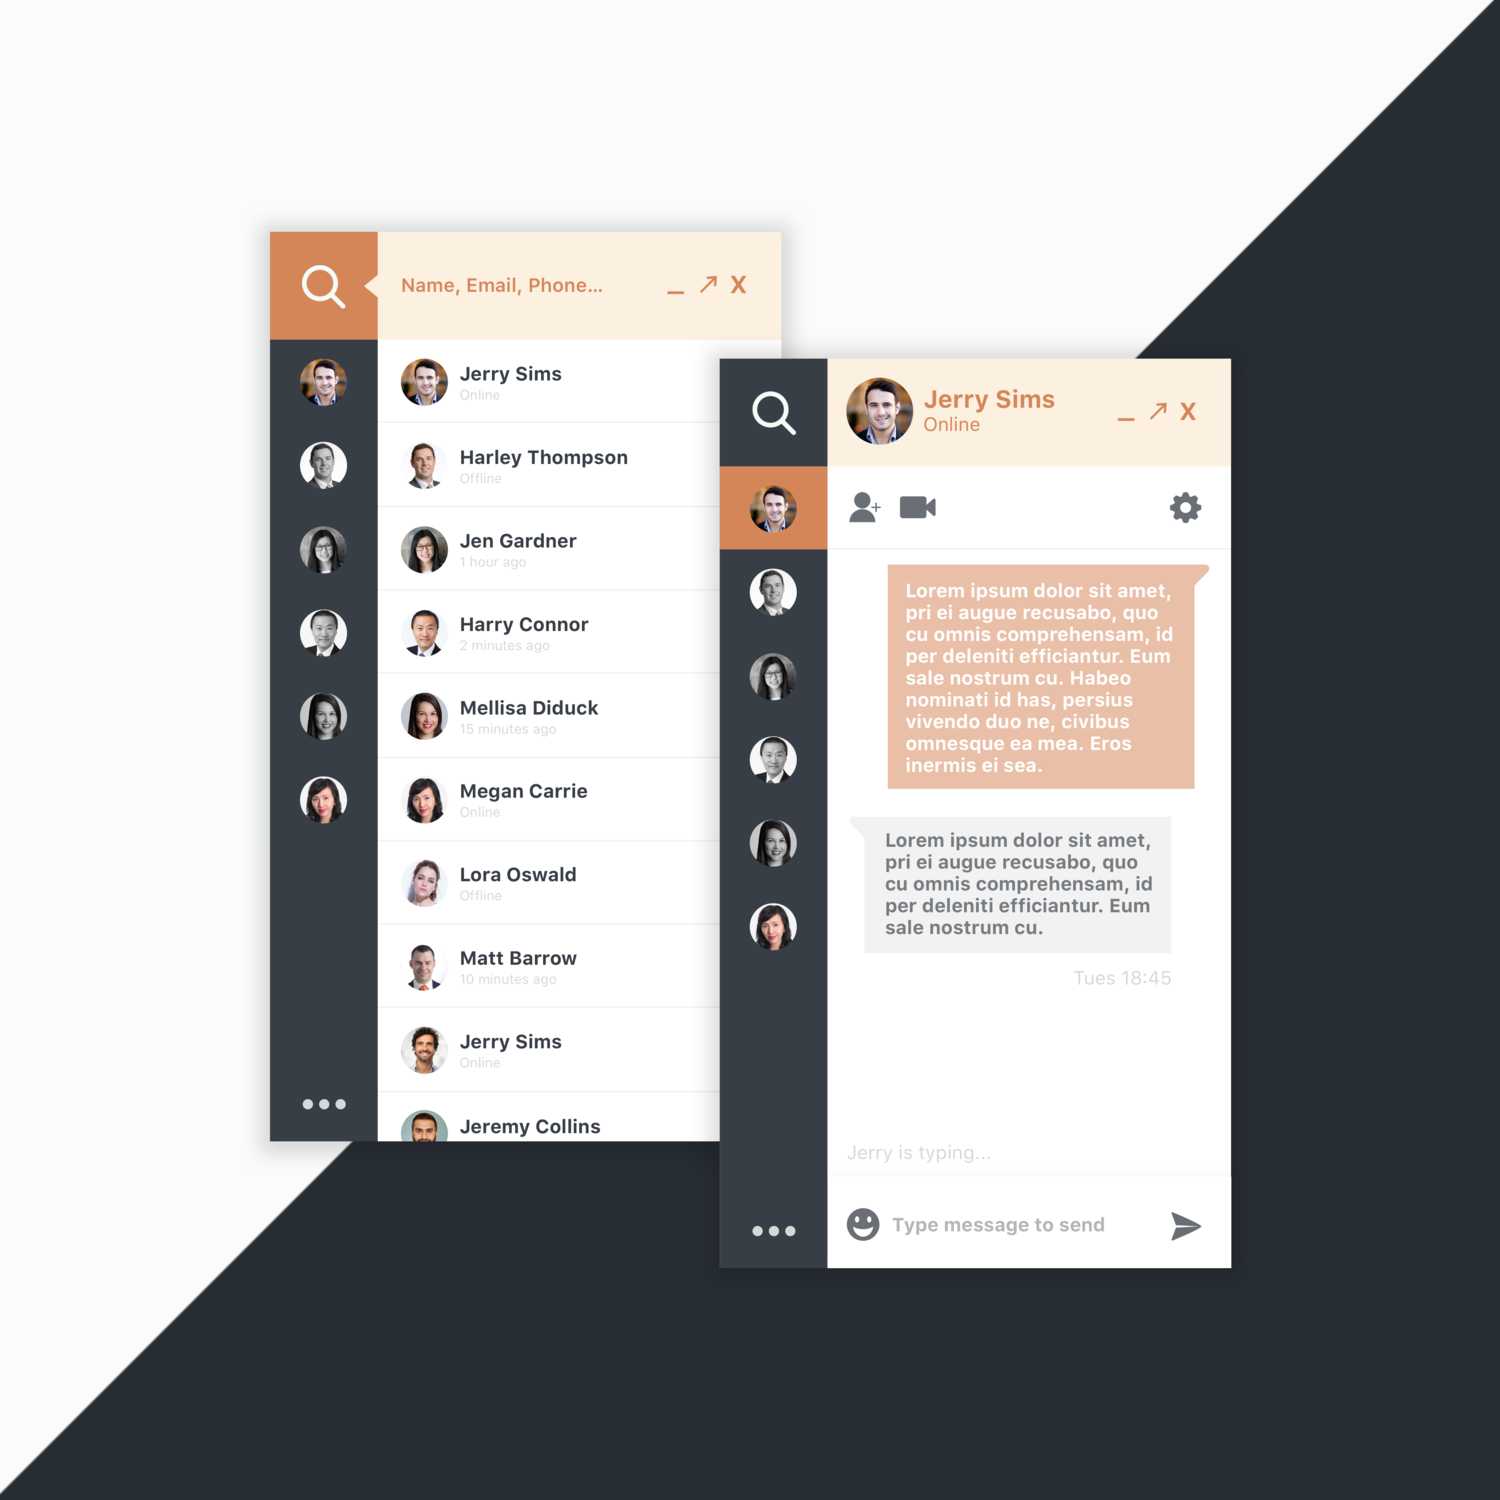 Name, Email, Phone...
X
Jerry Sims
Online
Harley Thompson
Offline
Jen Gardner
1 hour ago
Harry Connor
2 minutes ago
Mellisa Diduck
15 minutes ago
Megan Carrie
Online
Lora Oswald
Offline
Matt Barrow
10 minutes ago
Jerry Sims
Online
Jeremy Collins
Jerry Sims
Online
X
Lorem ipsum dolor sit amet,
pri ei augue recusabo, quo
cu omnis comprehensam, id
per deleniti efficiantur. Eum
sale nostrum cu. Habeo
nominati id has, persius
vivendo duo ne, civibus
omnesque ea mea. Eros
inermis ei sea.
Lorem ipsum dolor sit amet,
pri ei augue recusabo, quo
cu omnis comprehensam, id
per deleniti efficiantur. Eum
sale nostrum cu.
Tues 18:45
Jerry is typing...
Type message to send